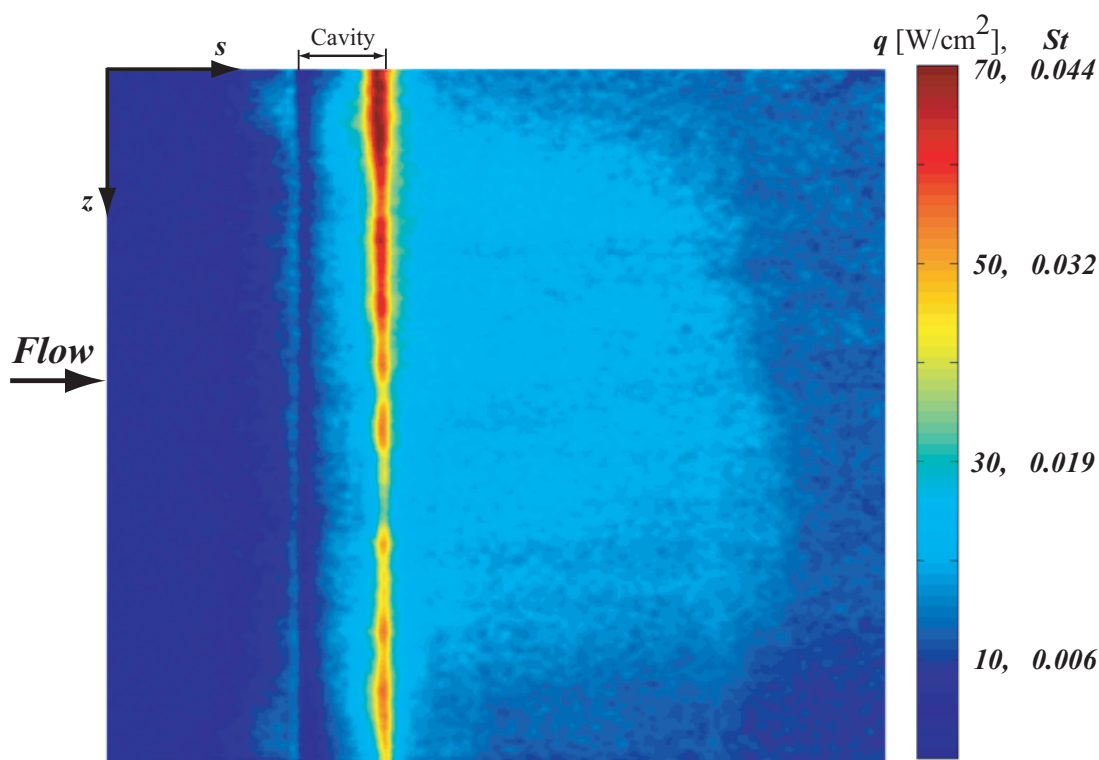 s
Cavity
q [W/cm²], St
70, 0.044
z
50, 0.032
Flow
30, 0.019
10, 0.006